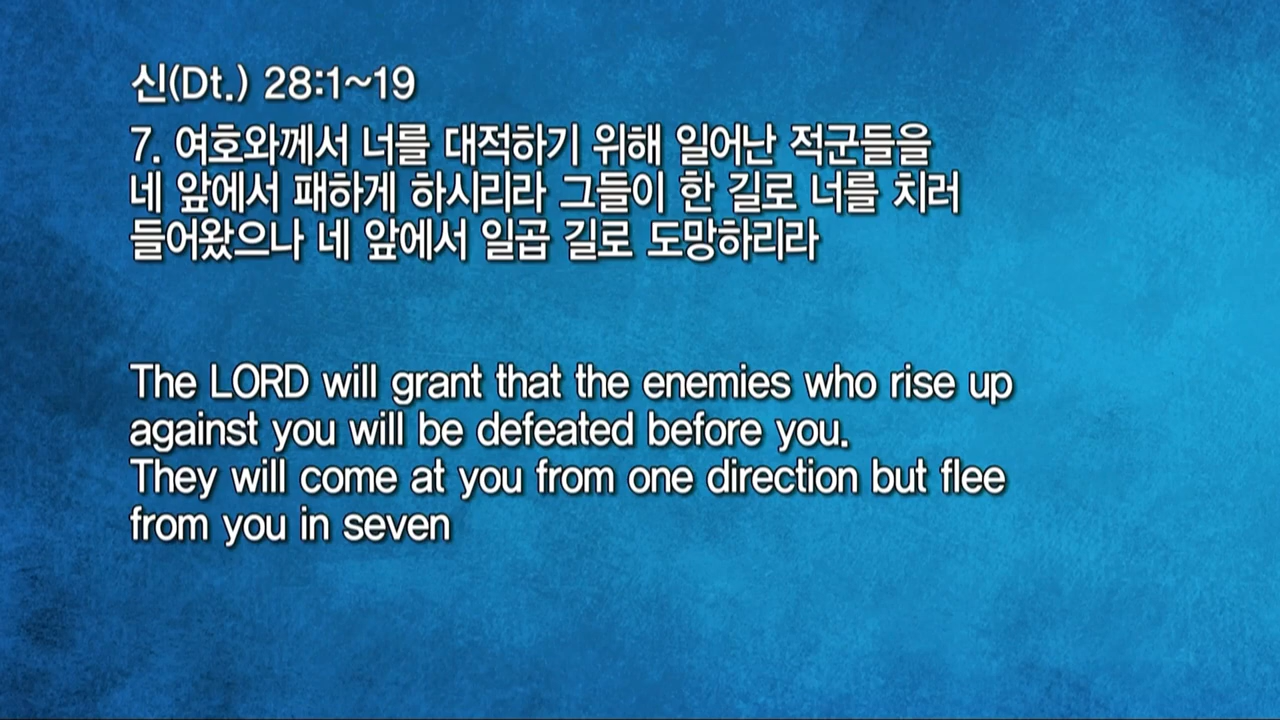 신(Dt.) 28:1~19
7. 여호와께서 너를 대적하기 위해 일어난 적군들을
네 앞에서 패하게 하시리라 그들이 한 길로 너를 치러
들어왔으나 네 앞에서 일곱 길로 도망하리라
The LORD will grant that the enemies who rise up
against you will be defeated before you.
They will come at you from one direction but flee
from you in seven